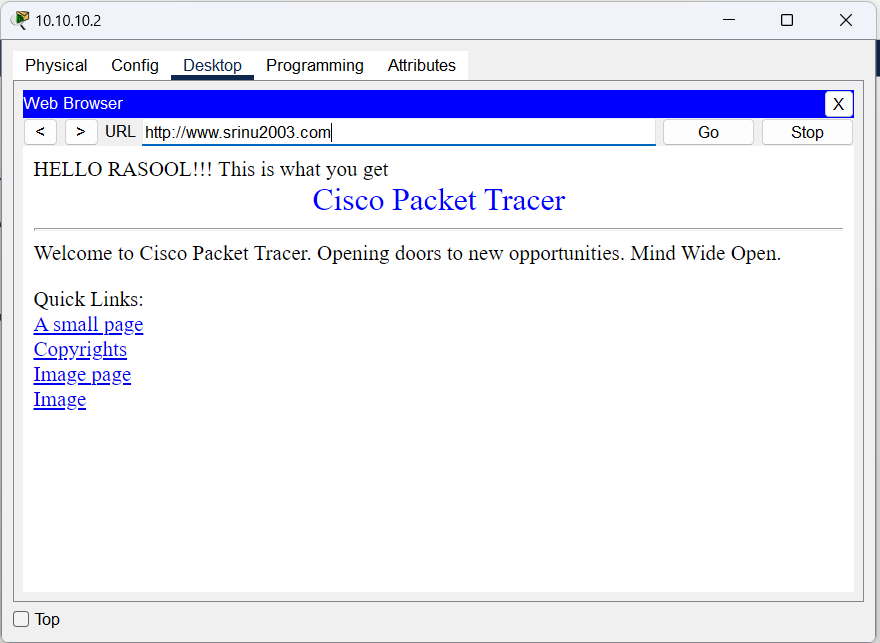 10.10.10.2
Physical Config Desktop Programming Attributes
Web Browser X
< > URL http://www.srinu2003.com Go Stop
HELLO RASOOL!!! This is what you get
Cisco Packet Tracer
Welcome to Cisco Packet Tracer. Opening doors to new opportunities. Mind Wide Open.
Quick Links:
A small page
Copyrights
Image page
Image
Top